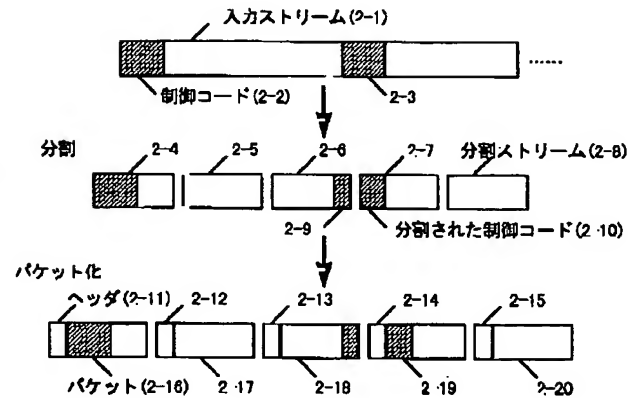 入力ストリーム(2-1)
制御コード(2-2)
2-3
分割
2-4
2-5
2-6
2-7
分割ストリーム(2-8)
2-9
分割された制御コード(2-10)
パケット化
ヘッダ(2-11)
2-12
2-13
2-14
2-15
パケット(2-16)
2-17
2-18
2-19
2-20